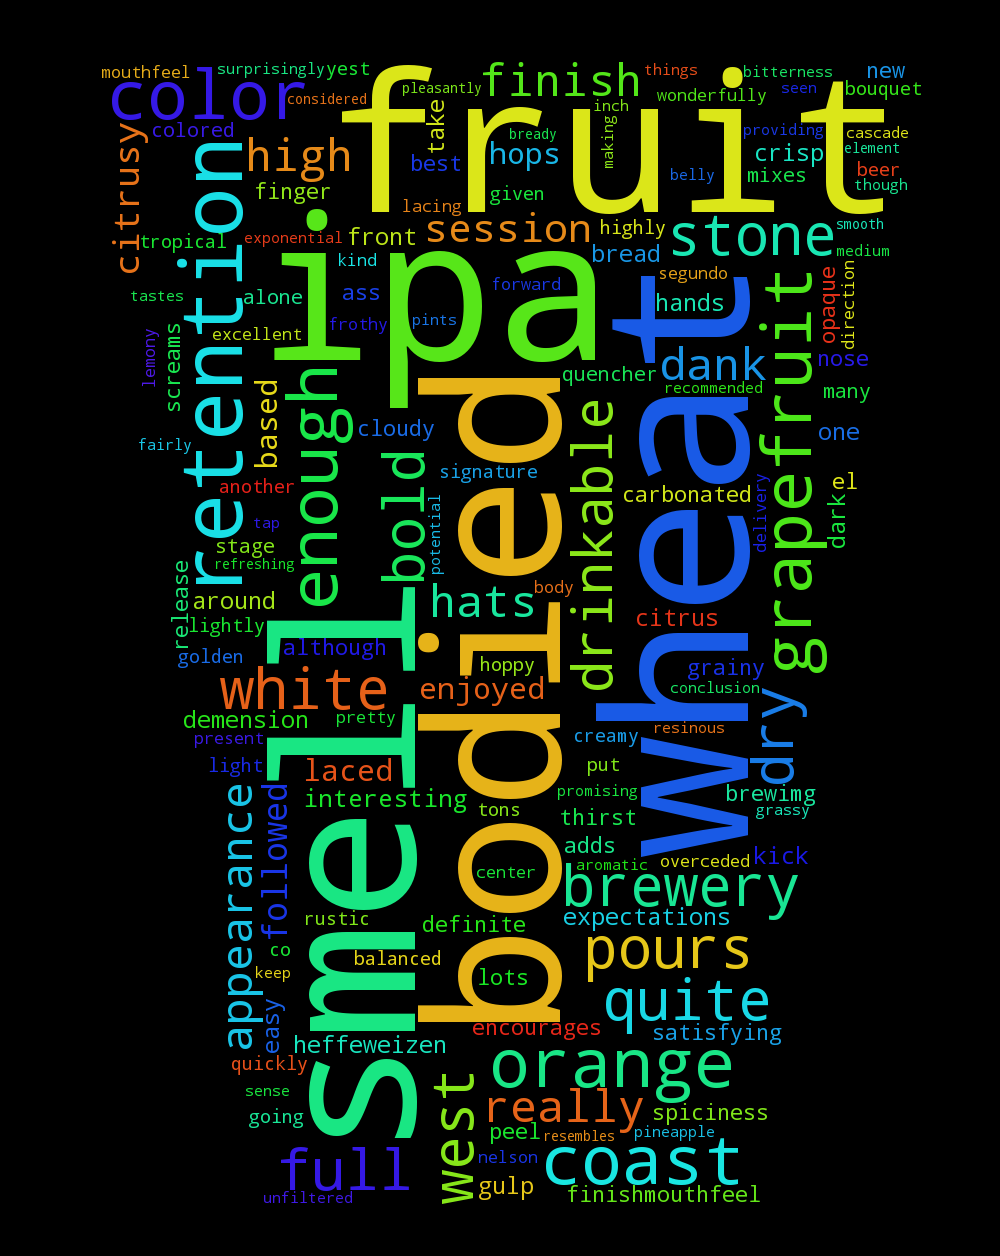 mouthfeel
surprisingly
yest
finish
things
bitterness
new
color
considered
pleasantly
fruit
wonderfully
seen
bouquet
colored
citrusy
take
inch
bready
making
providing
cascade
high
best
hops
crisp
element
finger
given
belly
mixes
beer
though
retention
lacing
tropical
exponential
front
session
highly
stone
smooth
kind
bread
medium
ipa
segundo
opaque
direction
tastes
alone
ass
forward
hands
excellent
frothy
pints
wheat
grapefruit
lemony
screams
enough
quencher
dank
nose
recommended
many
based
bodied
fairly
cloudy
drinkable
one
another
bold
signature
carbonated
el
dark
tap
potential
delivery
stage
refreshing
release
around
hats
body
lightly
citrus
golden
although
smell
hoppy
grainy
white
enjoyed
conclusion
dry
demension
pretty
resinous
present
creamy
light
laced
put
followed
interesting
promising
brewimg
appearance
tons
thirst
grassy
adds
center
aromatic
overceded
kick
brewery
rustic
definite
expectations
co
balanced
pours
keep
lots
easy
quite
encourages
satisfying
heffeweizen
quickly
orange
sense
west
really
spiciness
going
peel
resembles
pineapple
full
nelson
coast
unfiltered
gulp
finishmouthfeel